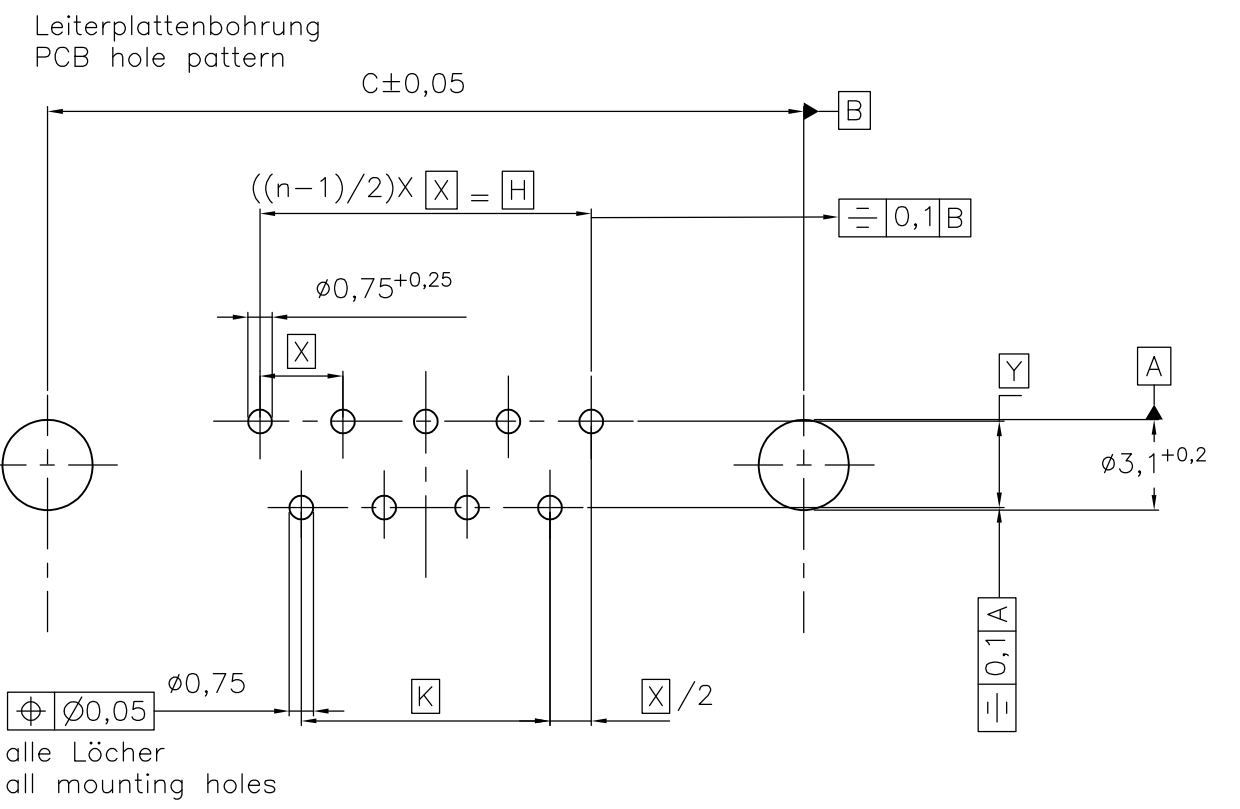 Leiterplattenbohrung
PCB hole pattern
C±0,05
B
((n-1)/2)X X = H
0,1 B
ø0,75+0,25
X
Y
A
ø3,1+0,2
0,1 A
ø0,75
K
X /2
⌖ Ø0,05
alle Löcher
all mounting holes